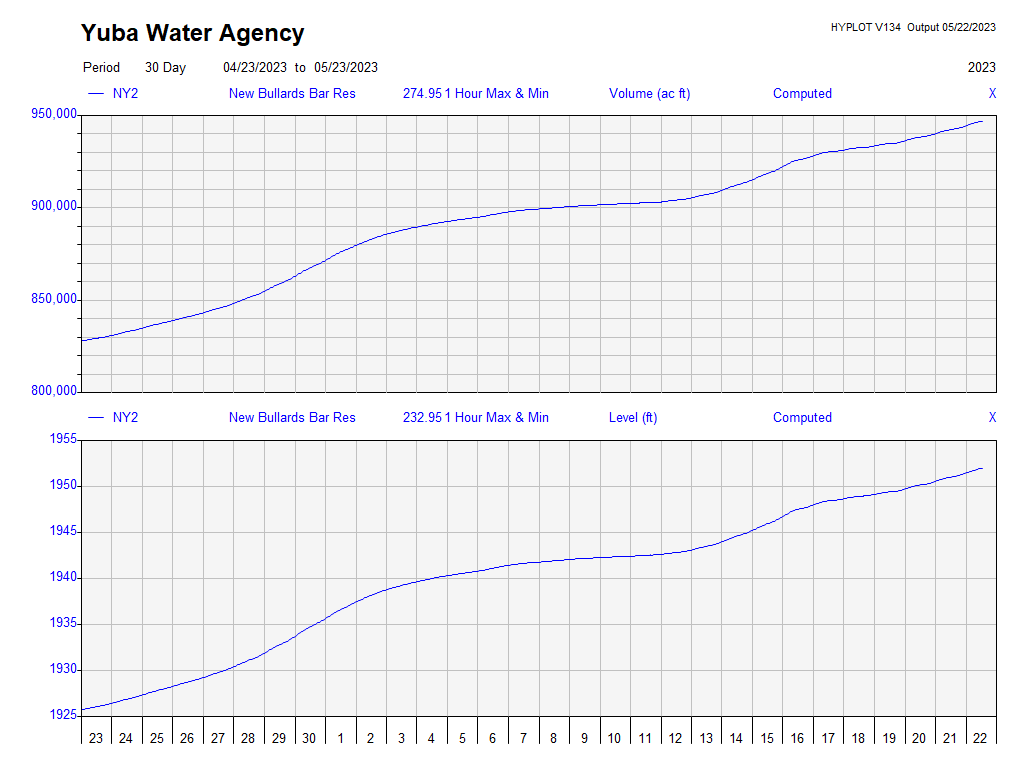 Yuba Water Agency
HYPLOT V134 Output 05/22/2023
Period 30 Day 04/23/2023 to 05/23/2023 2023
NY2 New Bullards Bar Res 274.95 1 Hour Max & Min Volume (ac ft) Computed X
950,000
900,000
850,000
800,000
NY2 New Bullards Bar Res 232.95 1 Hour Max & Min Level (ft) Computed X
1955
1950
1945
1940
1935
1930
1925
23 24 25 26 27 28 29 30 1 2 3 4 5 6 7 8 9 10 11 12 13 14 15 16 17 18 19 20 21 22